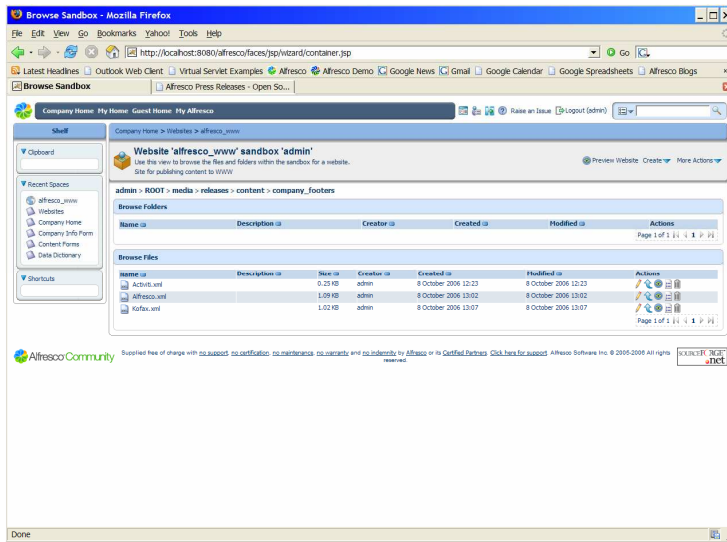 Browse Sandbox - Mozilla Firefox
File Edit View Go Bookmarks Yahoo! Tools Help
http://localhost:8080/alfresco/faces/jsp/wizard/container.jsp Go
Latest Headlines Outlook Web Client Virtual Servlet Examples Alfresco Alfresco Demo Google News Gmail Google Calendar Google Spreadsheets Alfresco Blogs
Browse Sandbox Alfresco Press Releases - Open So...
Company Home My Home Guest Home My Alfresco Raise an Issue Logout (admin)
Shelf
Clipboard
Recent Spaces
alfresco_www
Websites
Company Home
Company Info Form
Content Forms
Data Dictionary
Shortcuts
Company Home > Websites > alfresco_www
Website 'alfresco_www' sandbox 'admin'
Use this view to browse the files and folders within the sandbox for a website.
Site for publishing content to WWW
Preview Website Create More Actions
admin > ROOT > media > releases > content > company_footers
Browse Folders
Name Description Creator Created Modified Actions
Page 1 of 1 1
Browse Files
Name Description Size Creator Created Modified Actions
Activiti.xml 0.25 KB admin 8 October 2006 12:23 8 October 2006 12:23
Alfresco.xml 1.09 KB admin 8 October 2006 13:02 8 October 2006 13:02
Kofax.xml 1.02 KB admin 8 October 2006 13:07 8 October 2006 13:07
Page 1 of 1 1
Alfresco Community
Supplied free of charge with no support, no certification, no maintenance, no warranty and no indemnity by Alfresco or its Certified Partners. Click here for support. Alfresco Software Inc. © 2005-2006 All rights
reserved.
SOURCEFORGE
.net
Done